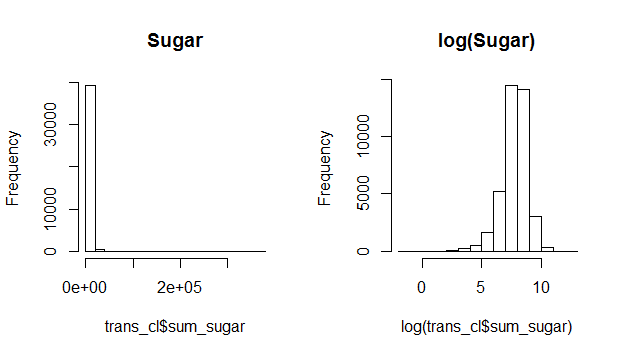 Sugar
Frequency
30000
10000
0
0e+00
2e+05
trans_cl$sum_sugar
log(Sugar)
Frequency
10000
5000
0
0
5
10
log(trans_cl$sum_sugar)